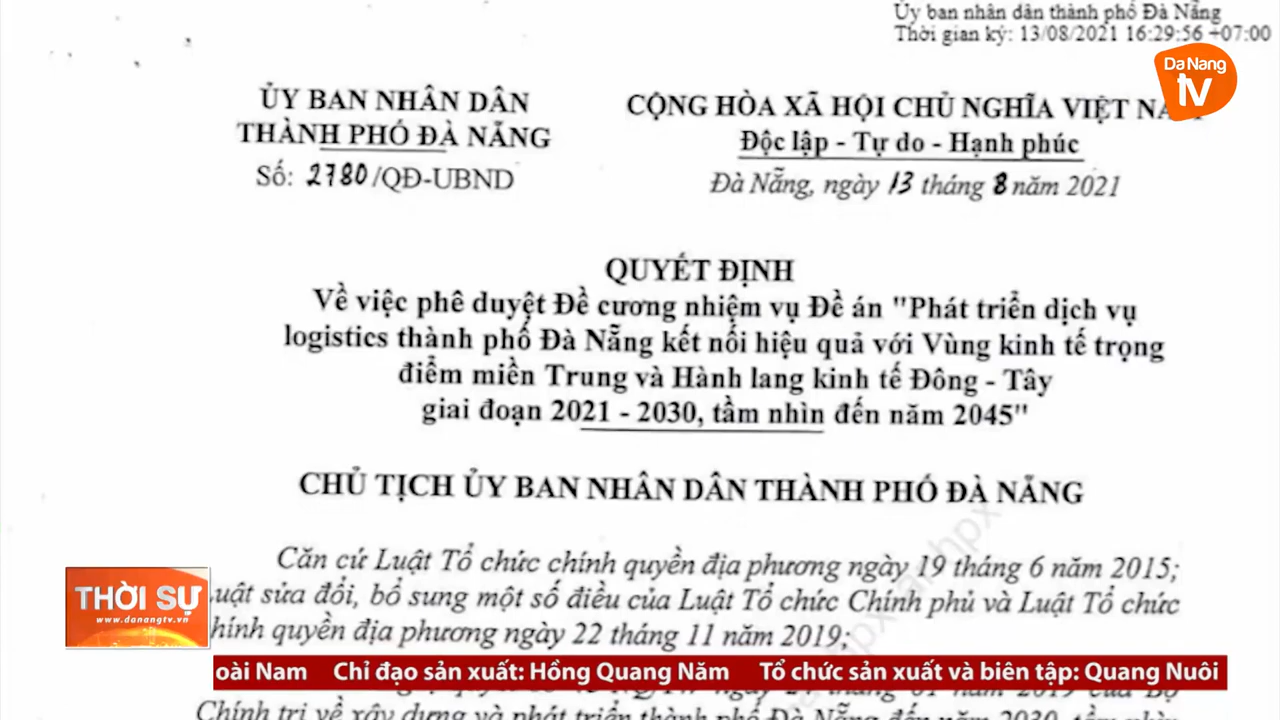 Ủy ban nhân dân thành phố Đà Nẵng
Thời gian ký: 13/08/2021 16:29:56 +07:00
Da Nang
tv
ỦY BAN NHÂN DÂN
THÀNH PHỐ ĐÀ NẴNG
Số: 2780/QĐ-UBND
CỘNG HÒA XÃ HỘI CHỦ NGHĨA VIỆT
Độc lập - Tự do - Hạnh phúc
Đà Nẵng, ngày 13 tháng 8 năm 2021
QUYẾT ĐỊNH
Về việc phê duyệt Đề cương nhiệm vụ Đề án "Phát triển dịch vụ
logistics thành phố Đà Nẵng kết nối hiệu quả với Vùng kinh tế trọng
điểm miền Trung và Hành lang kinh tế Đông - Tây
giai đoạn 2021 - 2030, tầm nhìn đến năm 2045"
CHỦ TỊCH ỦY BAN NHÂN DÂN THÀNH PHỐ ĐÀ NẴNG
Căn cứ Luật Tổ chức chính quyền địa phương ngày 19 tháng 6 năm 2015;
uật sửa đổi, bổ sung một số điều của Luật Tổ chức Chính phủ và Luật Tổ chức
hính quyền địa phương ngày 22 tháng 11 năm 2019;
THỜI SỰ
www.danangtv.vn
oài Nam Chỉ đạo sản xuất: Hồng Quang Năm Tổ chức sản xuất và biên tập: Quang Nuôi
Chính trị về xây dựng và phát triển thành phố Đà Nẵng đến năm 2030, tầm nhìn